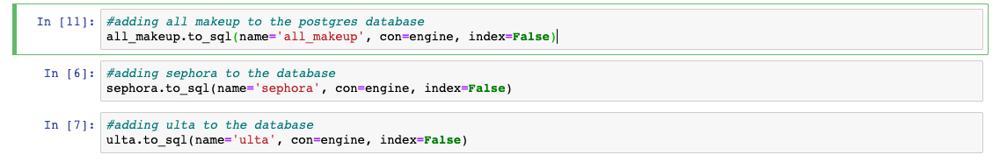 In [11]: #adding all makeup to the postgres database
all_makeup.to_sql(name='all_makeup', con=engine, index=False)
In [6]: #adding sephora to the database
sephora.to_sql(name='sephora', con=engine, index=False)
In [7]: #adding ulta to the database
ulta.to_sql(name='ulta', con=engine, index=False)